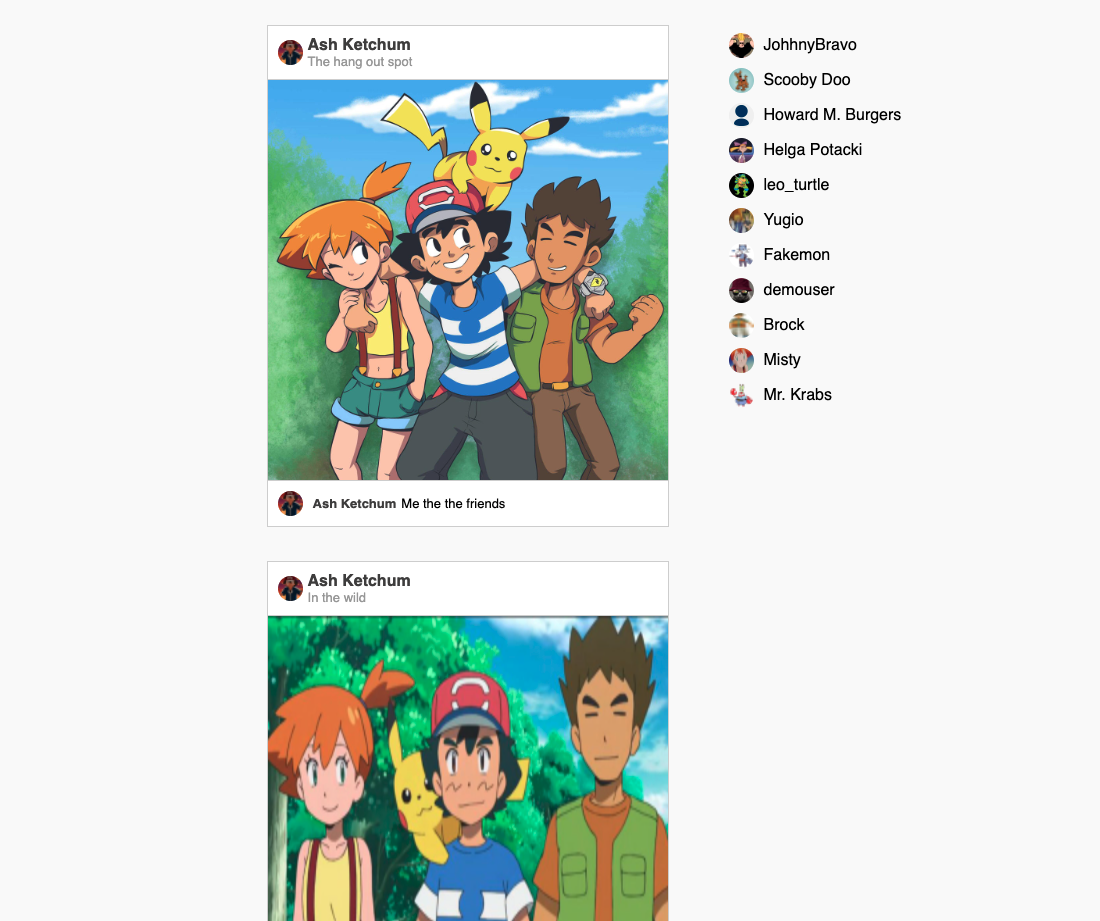 Ash Ketchum
The hang out spot
Ash Ketchum Me the the friends
Ash Ketchum
In the wild
JohhnyBravo
Scooby Doo
Howard M. Burgers
Helga Potacki
leo_turtle
Yugio
Fakemon
demouser
Brock
Misty
Mr. Krabs